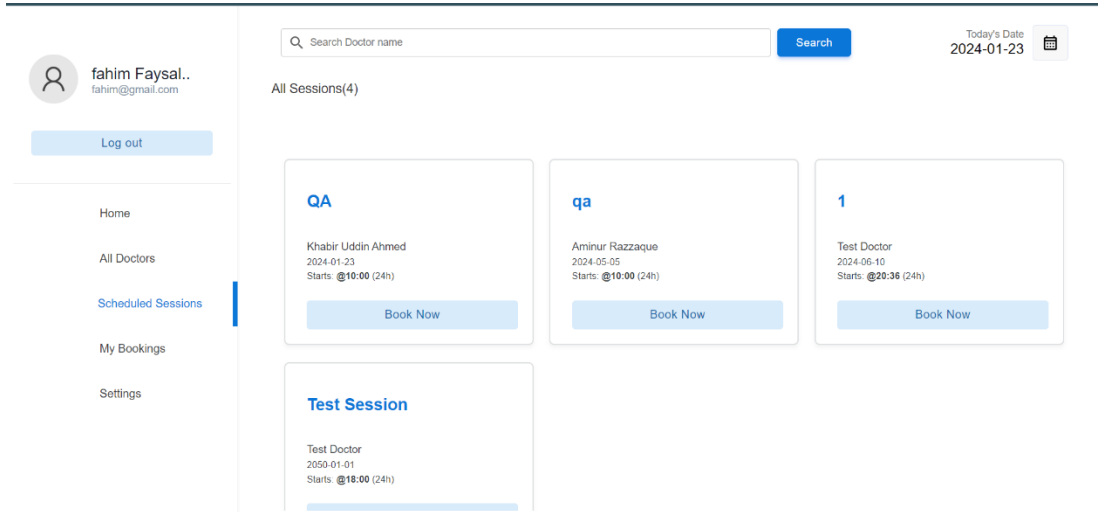 fahim Faysal..
fahim@gmail.com
Log out
Home
All Doctors
Scheduled Sessions
My Bookings
Settings
Search Doctor name
Search
Today's Date
2024-01-23
All Sessions(4)
QA
Khabir Uddin Ahmed
2024-01-23
Starts: @10:00 (24h)
Book Now
qa
Aminur Razzaque
2024-05-05
Starts: @10:00 (24h)
Book Now
1
Test Doctor
2024-06-10
Starts: @20:36 (24h)
Book Now
Test Session
Test Doctor
2050-01-01
Starts: @18:00 (24h)